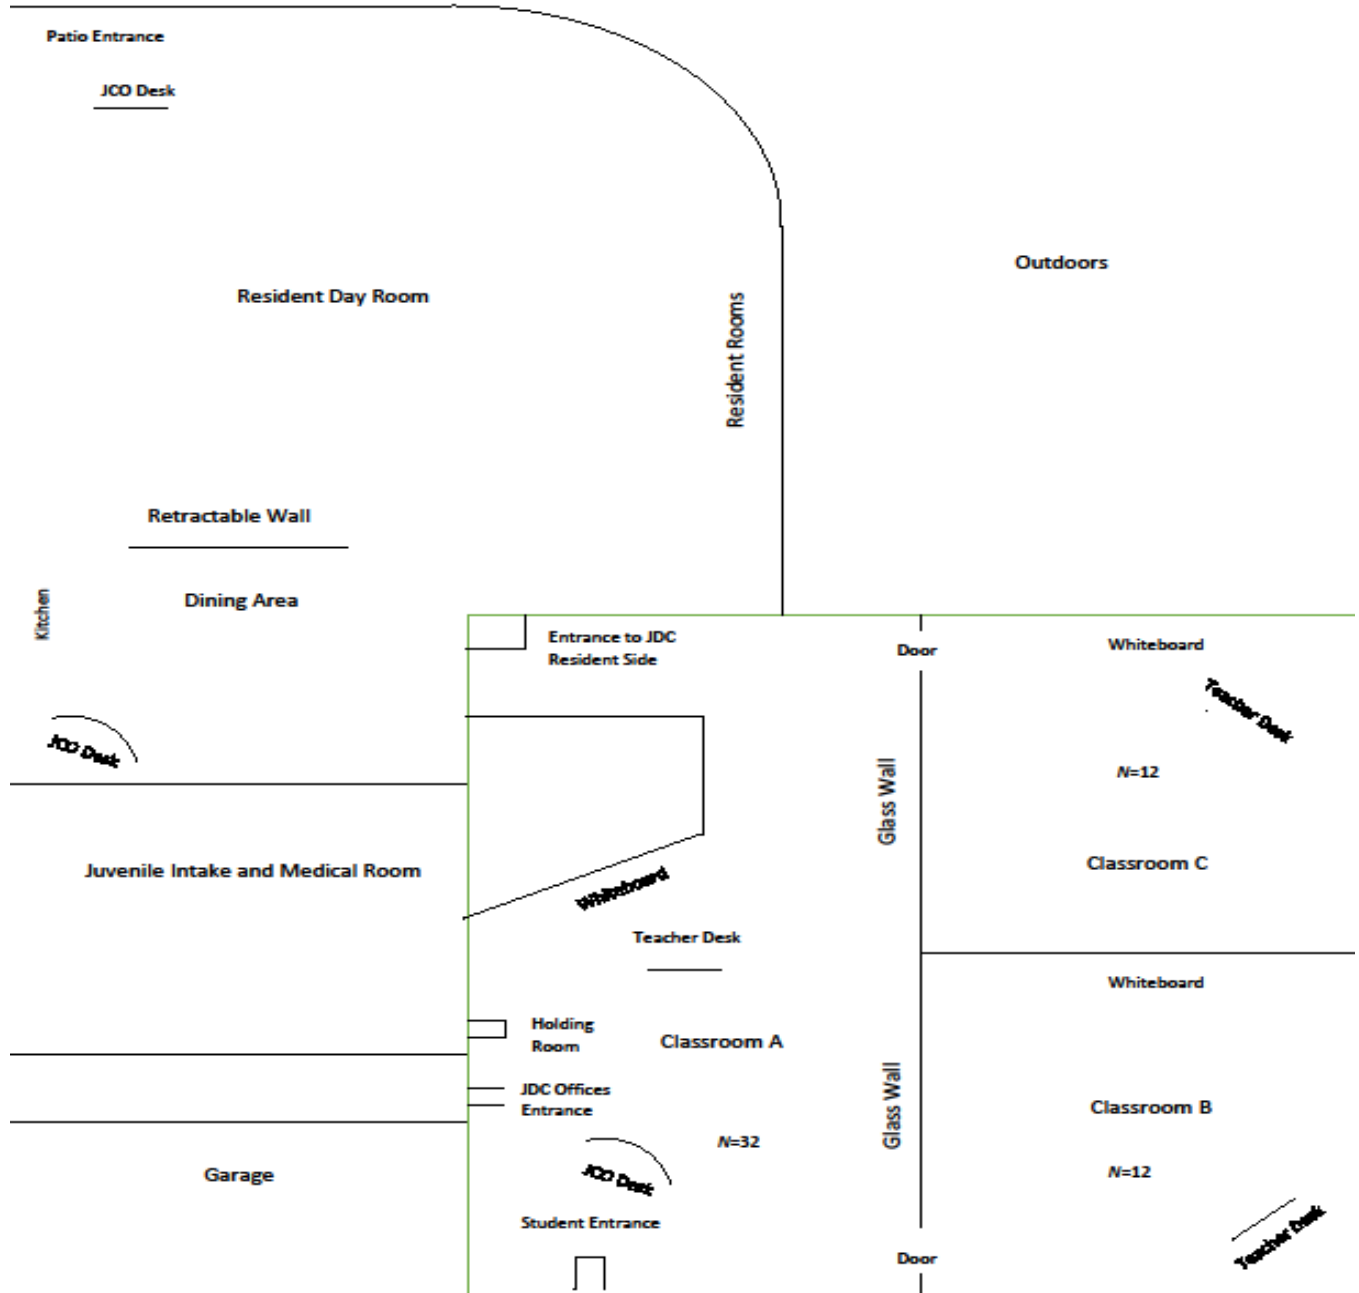 Patio Entrance
JCO Desk
Outdoors
Resident Day Room
Resident Rooms
Retractable Wall
Kitchen
Dining Area
JCO Desk
Juvenile Intake and Medical Room
Garage
Entrance to JDC
Resident Side
Door
Whiteboard
Teacher Desk
N=12
Glass Wall
Classroom C
Whiteboard
Teacher Desk
Holding
Room
Classroom A
JDC Offices
Entrance
N=32
JCO Desk
Student Entrance
Whiteboard
Glass Wall
Classroom B
N=12
Teacher Desk
Door